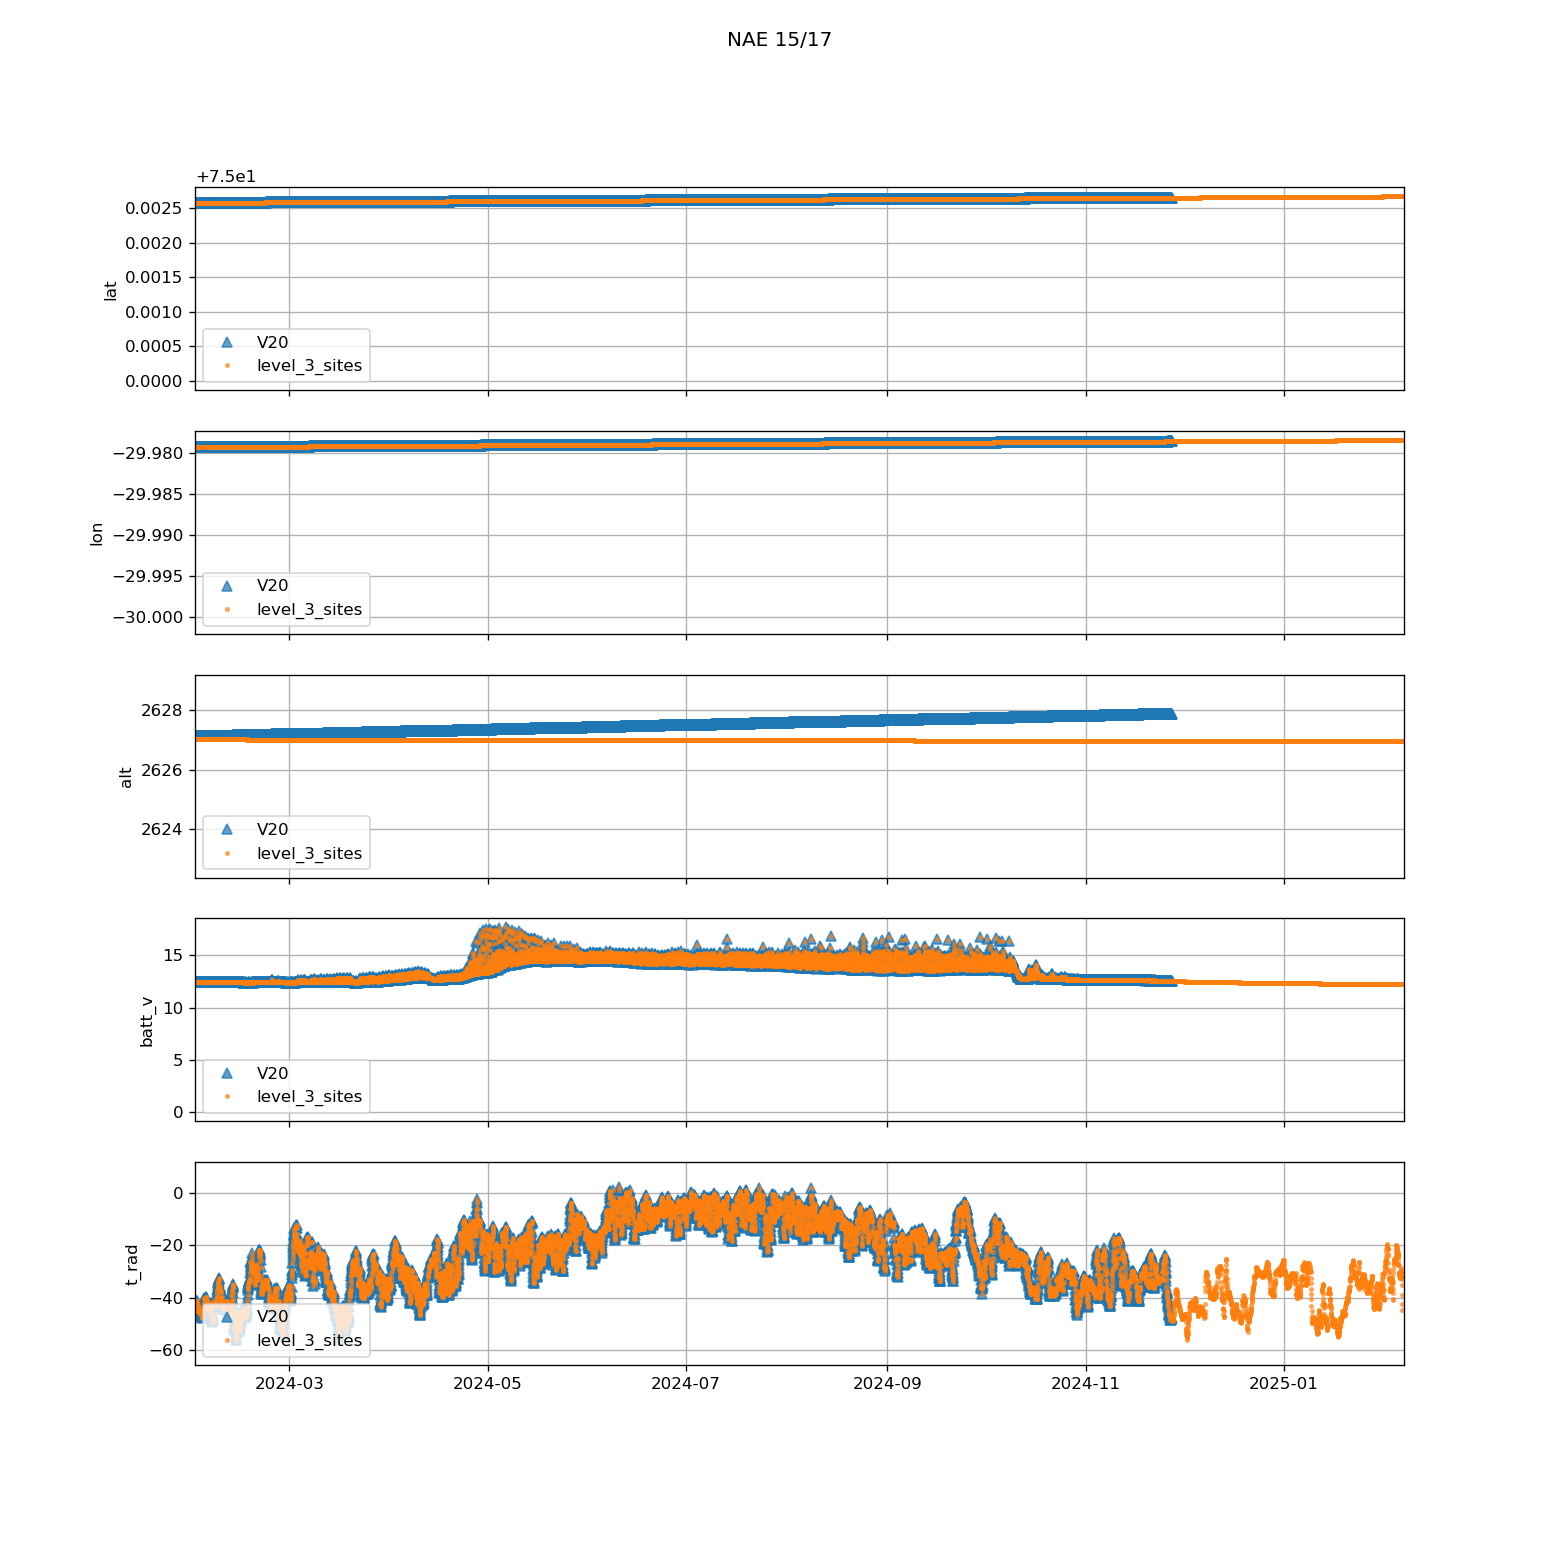 NAE 15/17
+7.5e1
0.0025
0.0020
0.0015
0.0010
0.0005
0.0000
lat
V20
level_3_sites
−29.980
−29.985
−29.990
−29.995
−30.000
lon
V20
level_3_sites
2628
2626
2624
alt
V20
level_3_sites
15
10
5
0
batt_v
V20
level_3_sites
0
−20
−40
−60
t_rad
V20
level_3_sites
2024-03 2024-05 2024-07 2024-09 2024-11 2025-01